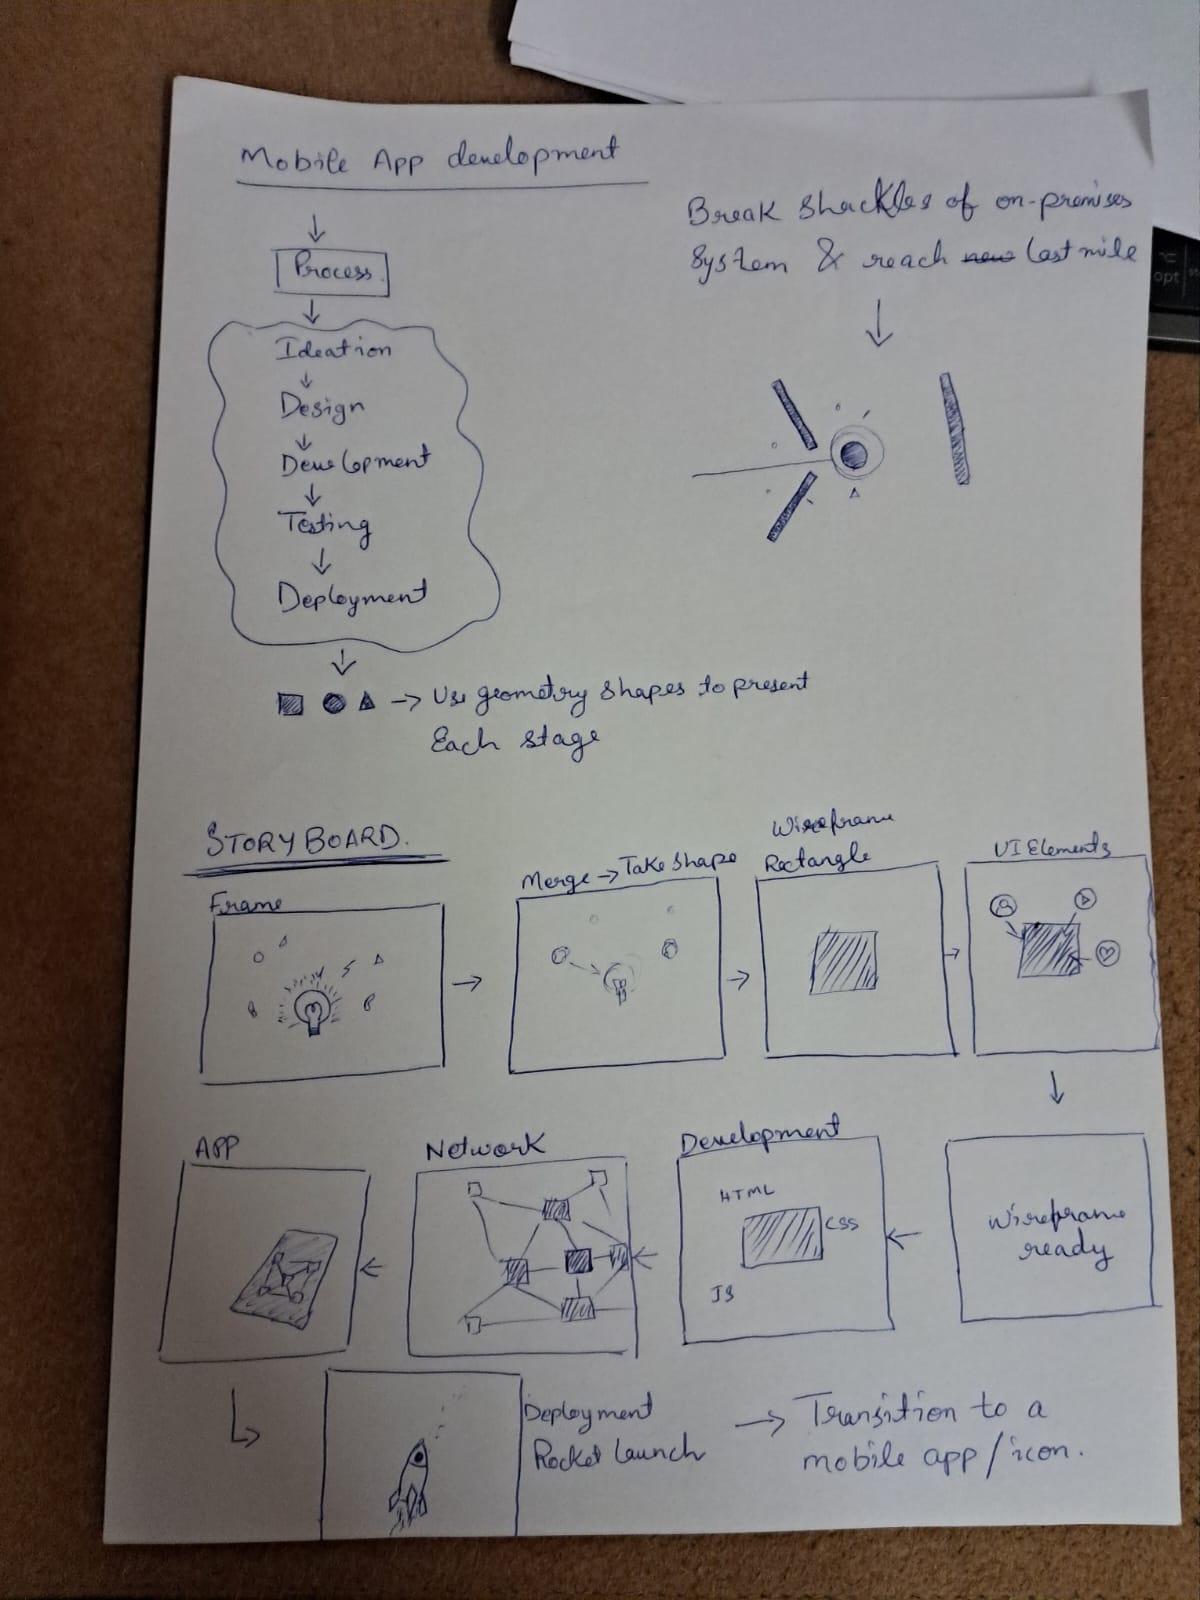 Mobile App development
Process
Ideation
Design
Development
Testing
Deployment
→ Use geometry shapes to present
Each stage
Break Shackles of on-premises
System & reach new last mile
opt
STORYBOARD.
Frame
Merge → Take Shape
Wireframe
Rectangle
UI Elements
Wireframe
ready
Development
HTML
CSS
JS
Network
APP
Deployment
Rocket Launch
→ Transition to a
mobile app/icon.